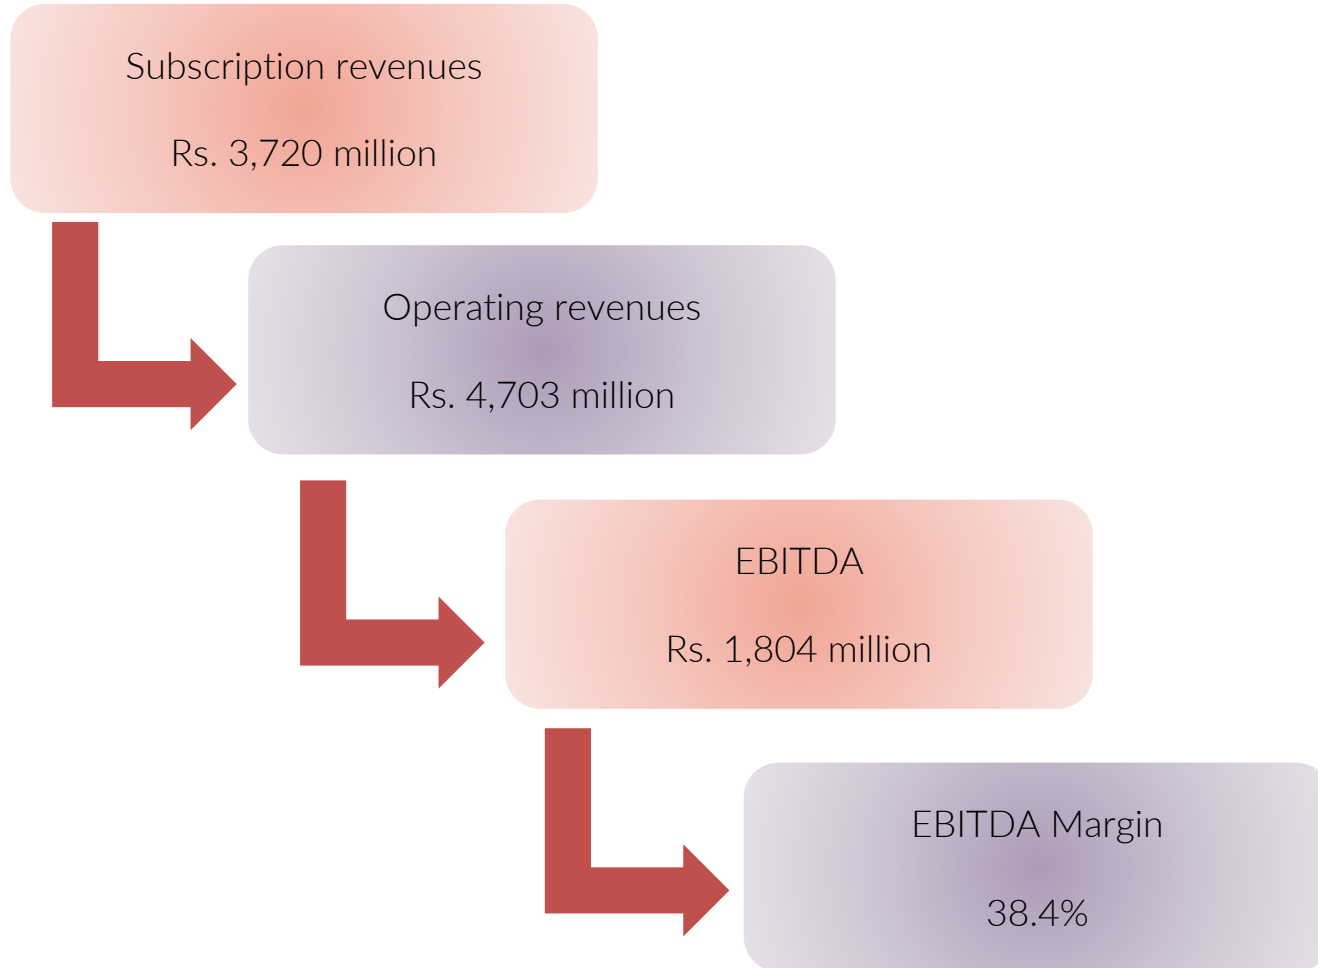 Subscription revenues
Rs. 3,720 million
Operating revenues
Rs. 4,703 million
EBITDA
Rs. 1,804 million
EBITDA Margin
38.4%